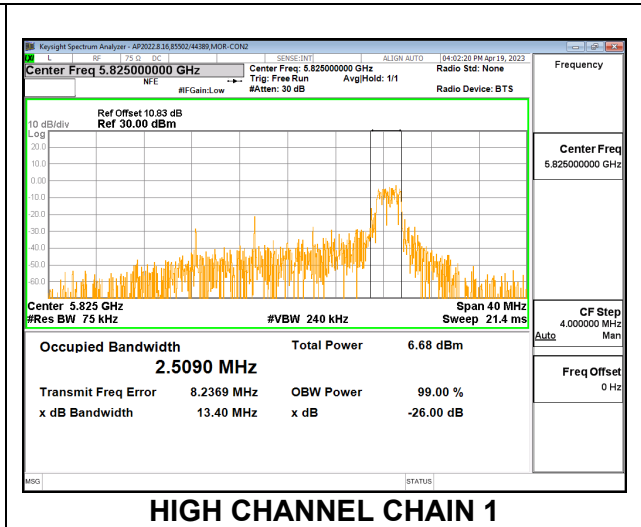 Keysight Spectrum Analyzer - AP2022.8.16,85502/44389,MOR-CON2
L RF 75 Ω DC SENSE:INT ALIGN AUTO 04:02:20 PM Apr 19, 2023
Center Freq 5.825000000 GHz Center Freq: 5.825000000 GHz Radio Std: None Frequency
NFE Trig: Free Run Avg|Hold: 1/1
#IFGain:Low #Atten: 30 dB Radio Device: BTS
Ref Offset 10.83 dB
10 dB/div Ref 30.00 dBm
Log
20.0
10.0
0.00
-10.0
-20.0
-30.0
-40.0
-50.0
-60.0
Center Freq
5.825000000 GHz
Center 5.825 GHz Span 40 MHz
#Res BW 75 kHz #VBW 240 kHz Sweep 21.4 ms
CF Step
4.000000 MHz
Auto Man
Occupied Bandwidth Total Power 6.68 dBm
2.5090 MHz
Freq Offset
0 Hz
Transmit Freq Error 8.2369 MHz OBW Power 99.00 %
x dB Bandwidth 13.40 MHz x dB -26.00 dB
MSG STATUS
HIGH CHANNEL CHAIN 1